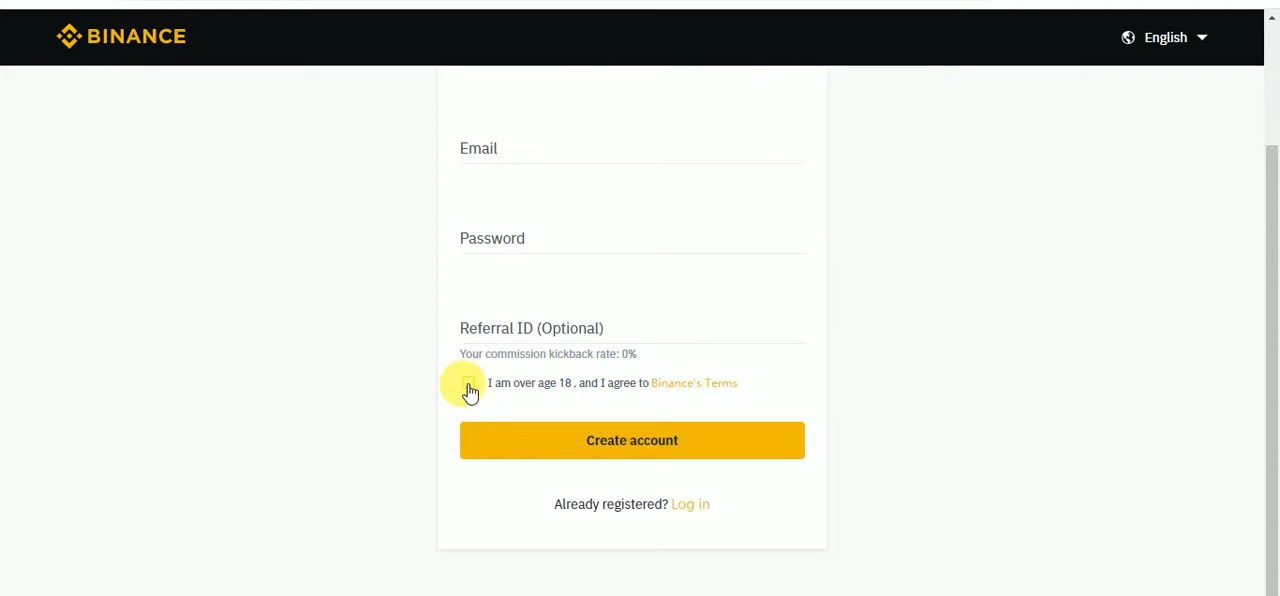 BINANCE
English
Email
Password
Referral ID (Optional)
Your commission kickback rate: 0%
I am over age 18 , and I agree to Binance's Terms
Create account
Already registered? Log in